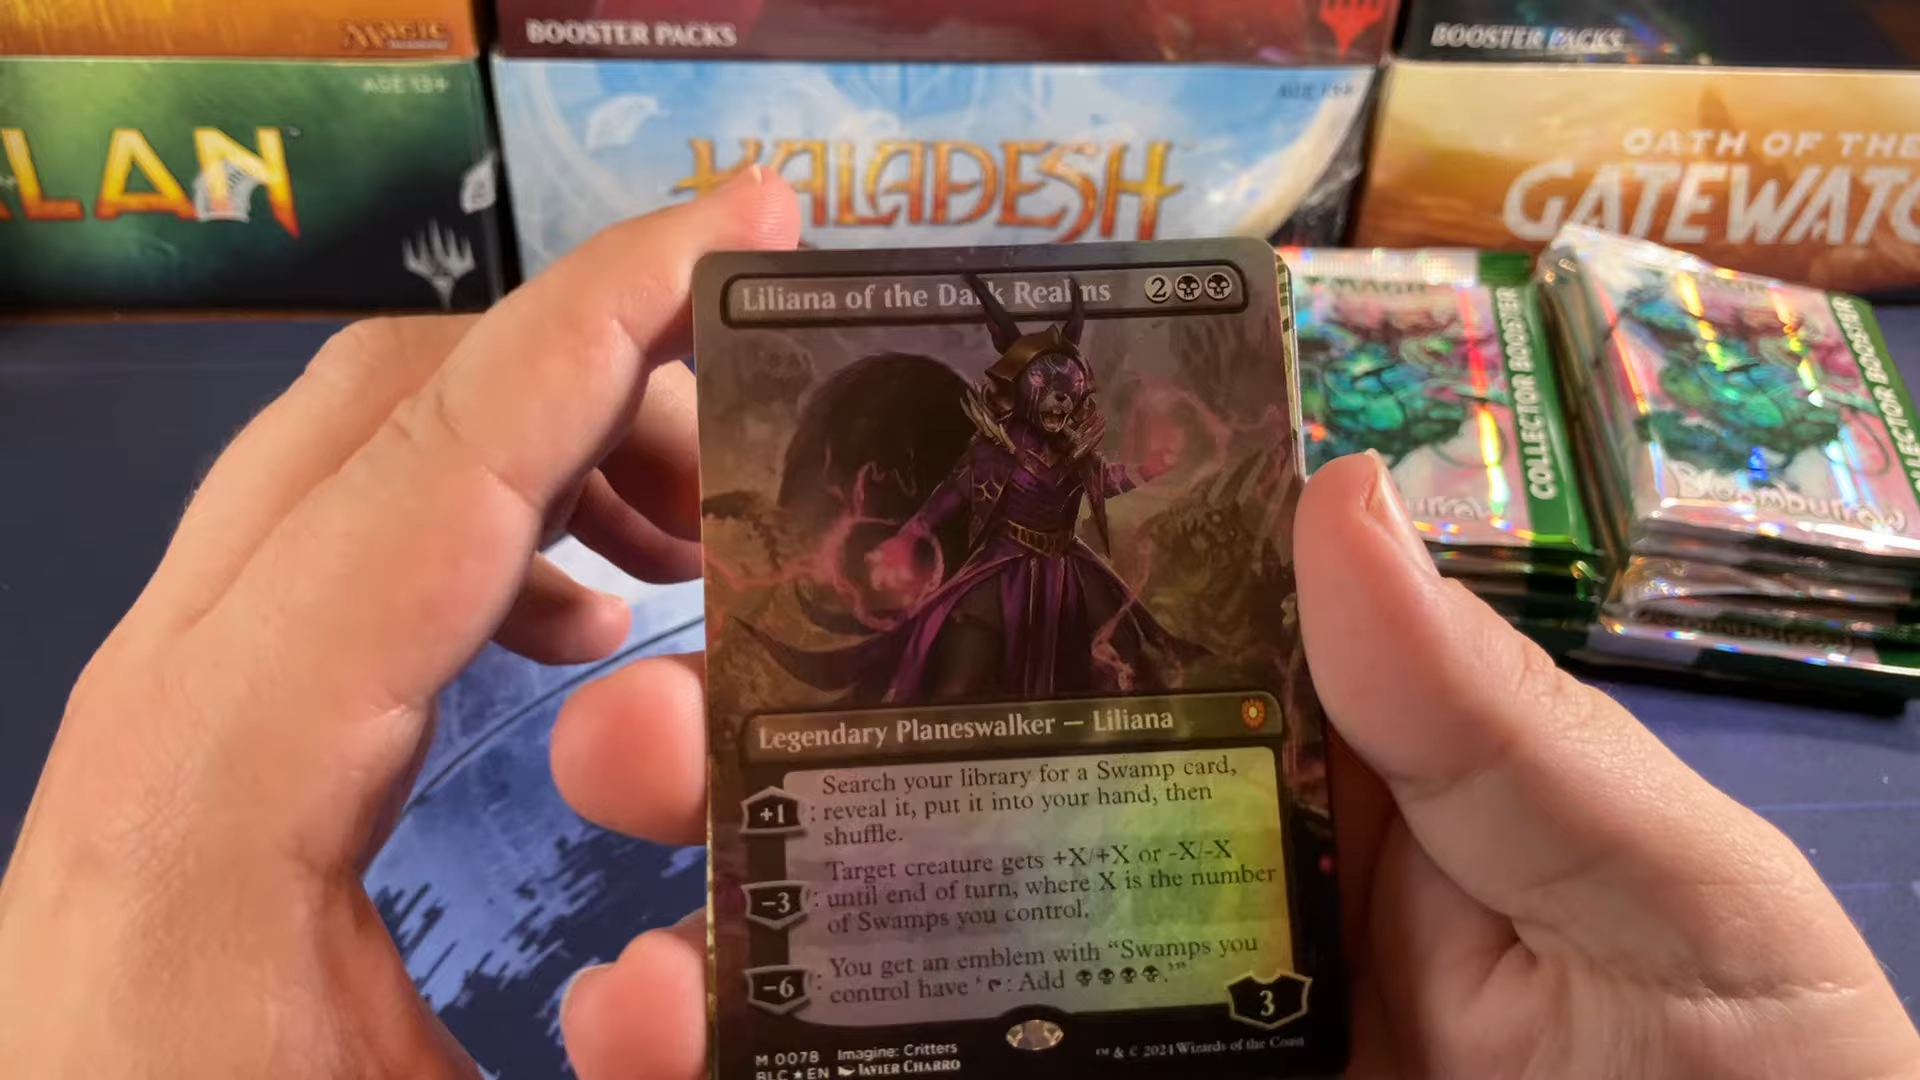 MAGIC
BOOSTER PACKS
BOOSTER PACKS
AGE 13+
LAN
KALADESH
OATH OF THE
GATEWATC
COLLECTOR BOOSTER
COLLECTOR BOOSTER
Bloomburrow
Liliana of the Dark Realms 2
Legendary Planeswalker — Liliana
+1: Search your library for a Swamp card,
reveal it, put it into your hand, then
shuffle.
-3: Target creature gets +X/+X or -X/-X
until end of turn, where X is the number
of Swamps you control.
-6: You get an emblem with “Swamps you
control have ‘: Add .’”
3
M 0078 Imagine: Critters
BLC★EN JAVIER CHARRO
™ & © 2024 Wizards of the Coast